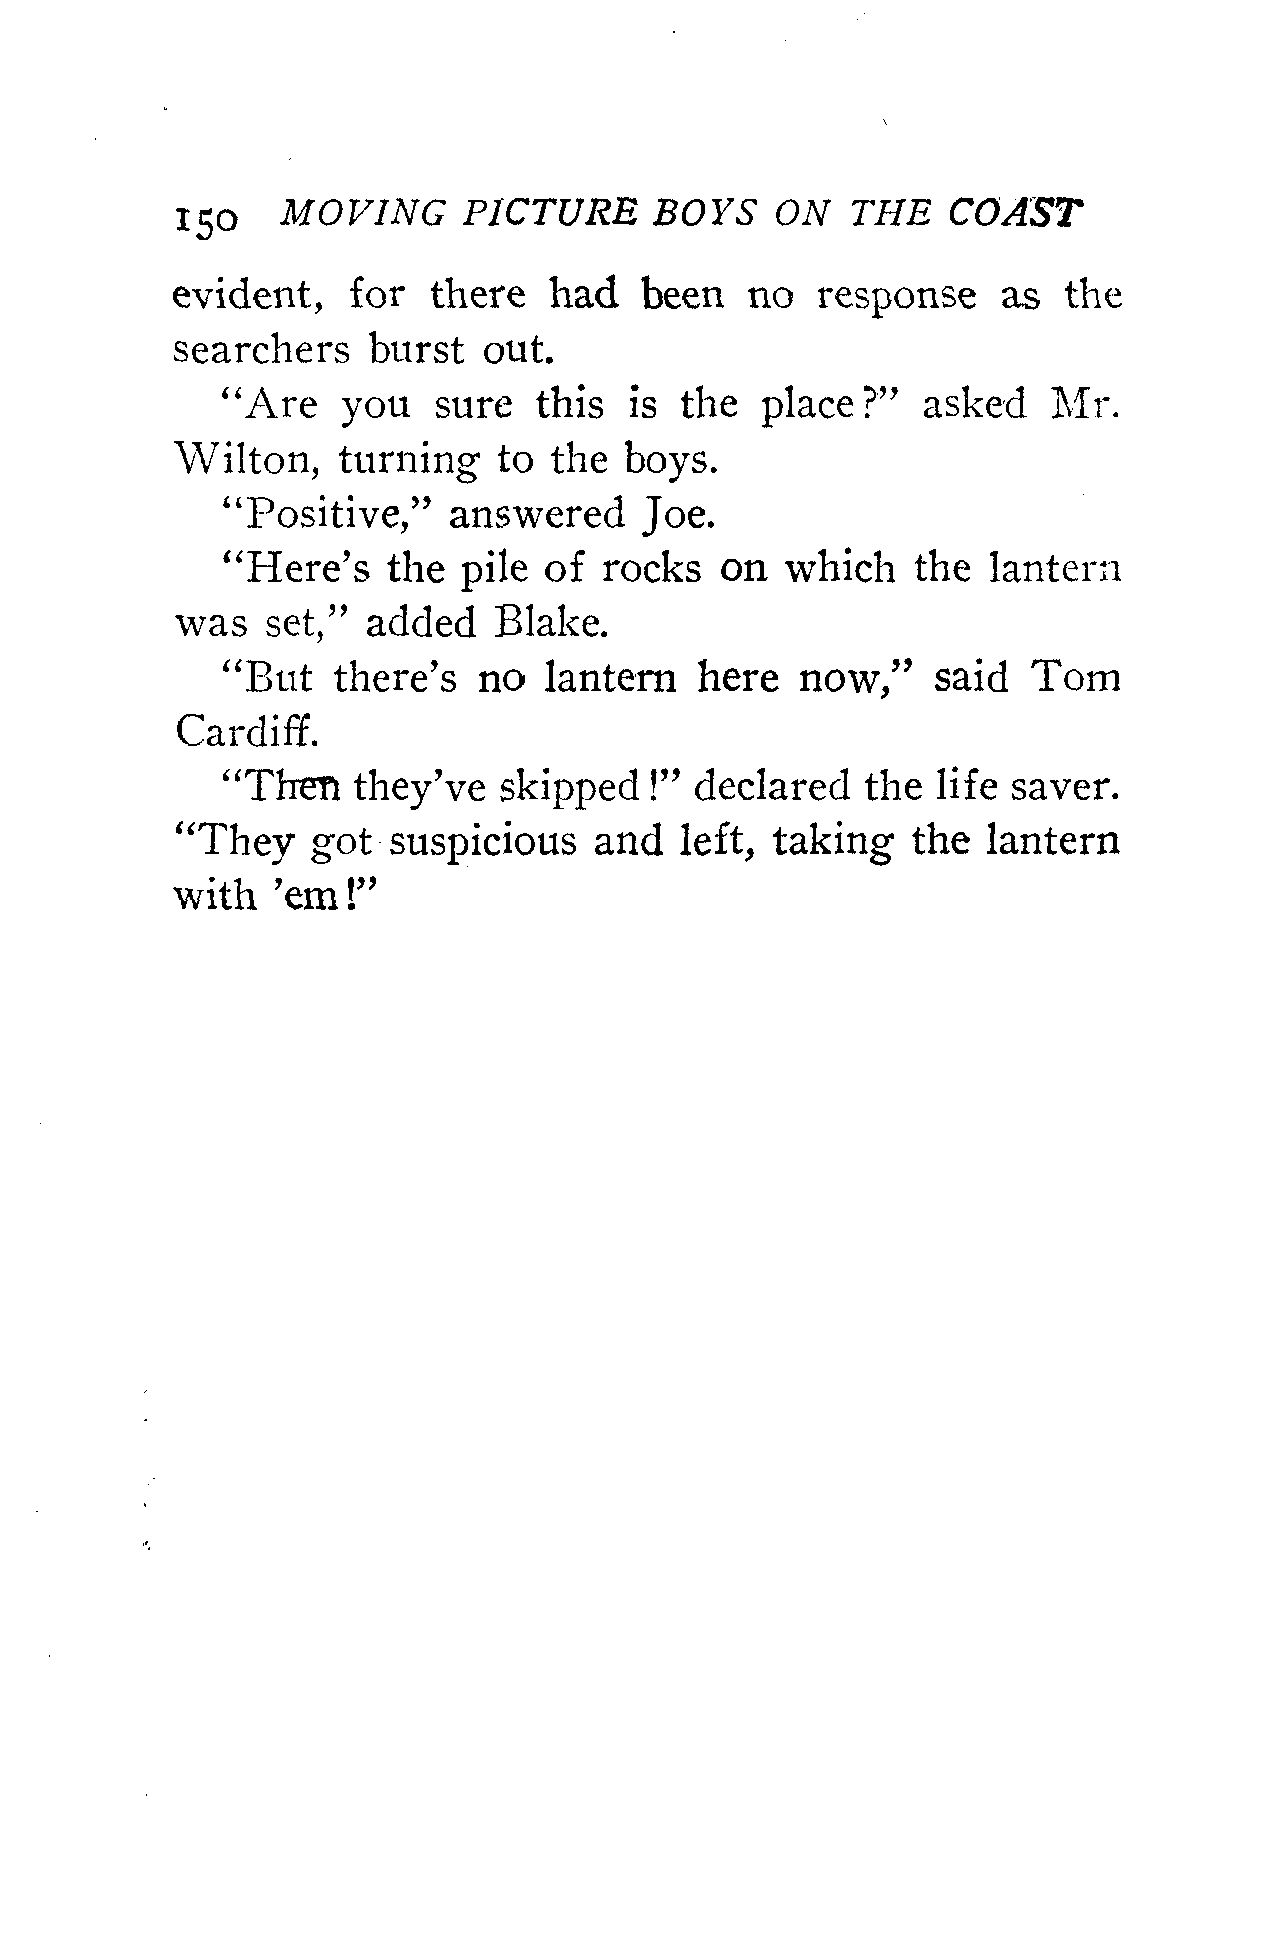 150 MOVING PICTURE BOYS ON THE COAST
evident, for there had been no response as the
searchers burst out.
"Are you sure this is the place?" asked Mr.
Wilton, turning to the boys.
"Positive," answered Joe.
"Here's the pile of rocks on which the lantern
was set," added Blake.
"But there's no lantern here now," said Tom
Cardiff.
"Then they've skipped!" declared the life saver.
"They got suspicious and left, taking the lantern
with 'em!"